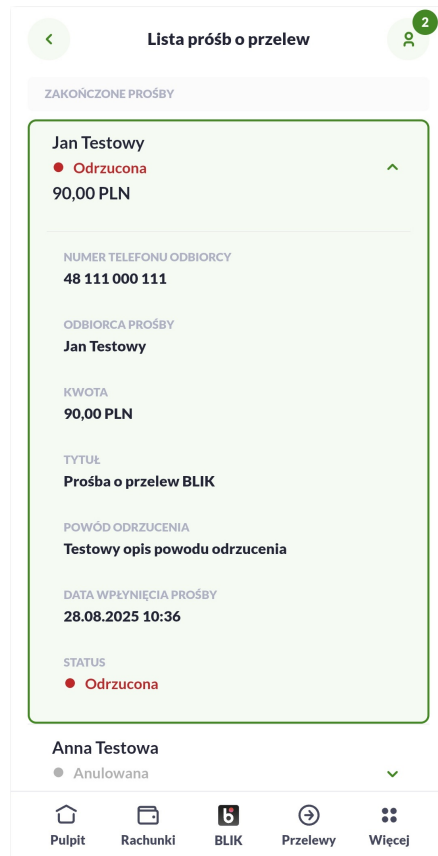 Lista próśb o przelew
2
ZAKOŃCZONE PROŚBY
Jan Testowy
Odrzucona
90,00 PLN
NUMER TELEFONU ODBIORCY
48 111 000 111
ODBIORCA PROŚBY
Jan Testowy
KWOTA
90,00 PLN
TYTUŁ
Prośba o przelew BLIK
POWÓD ODRZUCENIA
Testowy opis powodu odrzucenia
DATA WPŁYNIĘCIA PROŚBY
28.08.2025 10:36
STATUS
Odrzucona
Anna Testowa
Anulowana
Pulpit Rachunki BLIK Przelewy Więcej